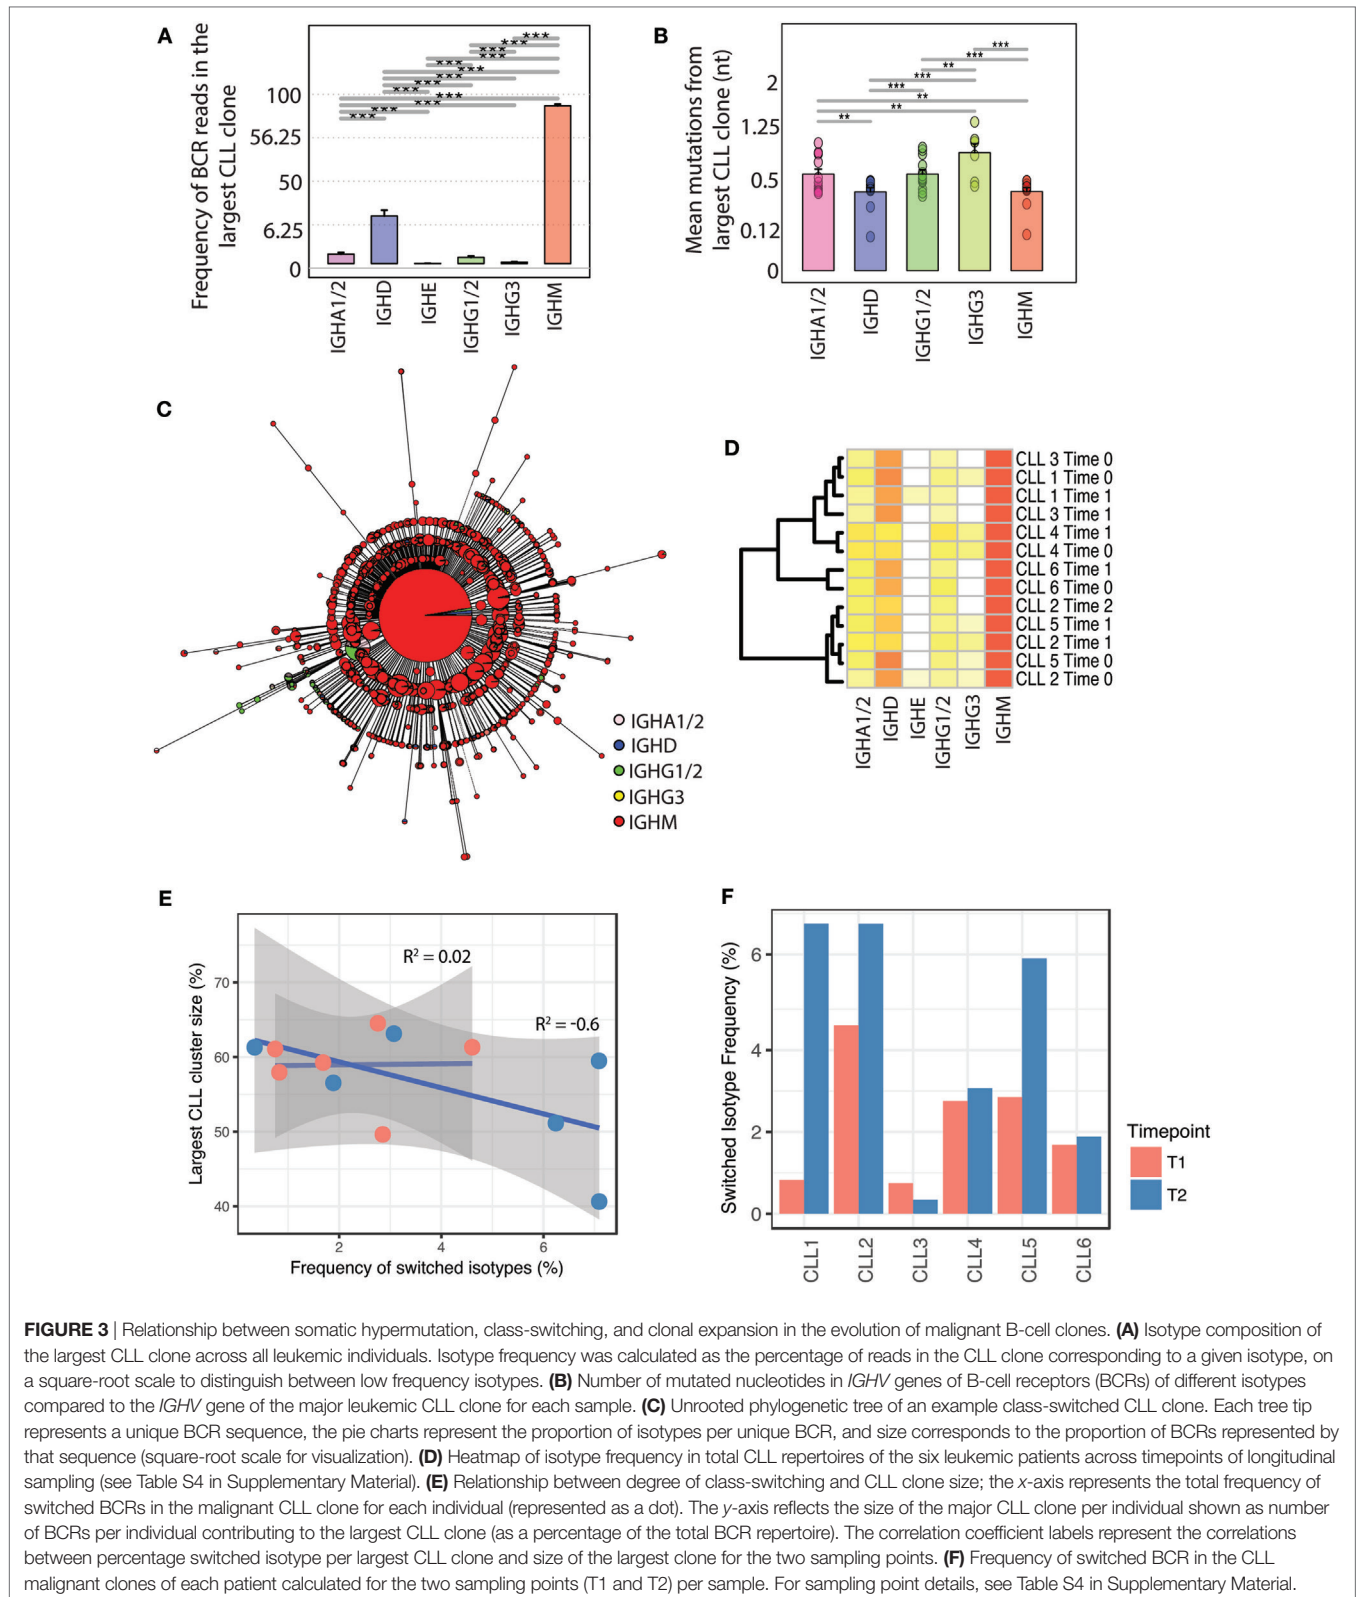 A
Frequency of BCR reads in the
largest CLL clone
100
56.25
50
6.25
0
***
***
***
***
***
***
***
***
***
***
***
***
***
IGHA1/2
IGHD
IGHE
IGHG1/2
IGHG3
IGHM
B
Mean mutations from
largest CLL clone (nt)
2
1.25
0.5
0.12
0
***
***
**
***
***
**
**
**
IGHA1/2
IGHD
IGHG1/2
IGHG3
IGHM
C
IGHA1/2
IGHD
IGHG1/2
IGHG3
IGHM
D
CLL 3 Time 0
CLL 1 Time 0
CLL 1 Time 1
CLL 3 Time 1
CLL 4 Time 1
CLL 4 Time 0
CLL 6 Time 1
CLL 6 Time 0
CLL 2 Time 2
CLL 5 Time 1
CLL 2 Time 1
CLL 5 Time 0
CLL 2 Time 0
IGHA1/2
IGHD
IGHE
IGHG1/2
IGHG3
IGHM
E
Largest CLL cluster size (%)
70
60
50
40
R² = 0.02
R² = -0.6
2
4
6
Frequency of switched isotypes (%)
F
Switched Isotype Frequency (%)
6
4
2
0
CLL1
CLL2
CLL3
CLL4
CLL5
CLL6
Timepoint
T1
T2
FIGURE 3 | Relationship between somatic hypermutation, class-switching, and clonal expansion in the evolution of malignant B-cell clones. (A) Isotype composition of
the largest CLL clone across all leukemic individuals. Isotype frequency was calculated as the percentage of reads in the CLL clone corresponding to a given isotype, on
a square-root scale to distinguish between low frequency isotypes. (B) Number of mutated nucleotides in IGHV genes of B-cell receptors (BCRs) of different isotypes
compared to the IGHV gene of the major leukemic CLL clone for each sample. (C) Unrooted phylogenetic tree of an example class-switched CLL clone. Each tree tip
represents a unique BCR sequence, the pie charts represent the proportion of isotypes per unique BCR, and size corresponds to the proportion of BCRs represented by
that sequence (square-root scale for visualization). (D) Heatmap of isotype frequency in total CLL repertoires of the six leukemic patients across timepoints of longitudinal
sampling (see Table S4 in Supplementary Material). (E) Relationship between degree of class-switching and CLL clone size; the x-axis represents the total frequency of
switched BCRs in the malignant CLL clone for each individual (represented as a dot). The y-axis reflects the size of the major CLL clone per individual shown as number
of BCRs per individual contributing to the largest CLL clone (as a percentage of the total BCR repertoire). The correlation coefficient labels represent the correlations
between percentage switched isotype per largest CLL clone and size of the largest clone for the two sampling points. (F) Frequency of switched BCR in the CLL
malignant clones of each patient calculated for the two sampling points (T1 and T2) per sample. For sampling point details, see Table S4 in Supplementary Material.